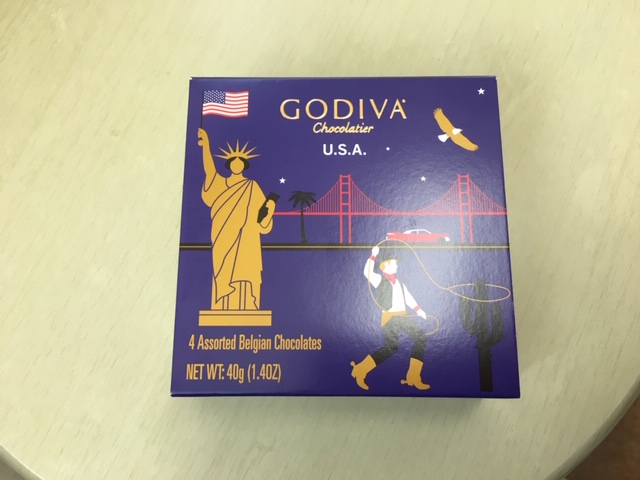 GODIVA
Chocolatier
U.S.A.
4 Assorted Belgian Chocolates
NET WT: 40g (1.4OZ)